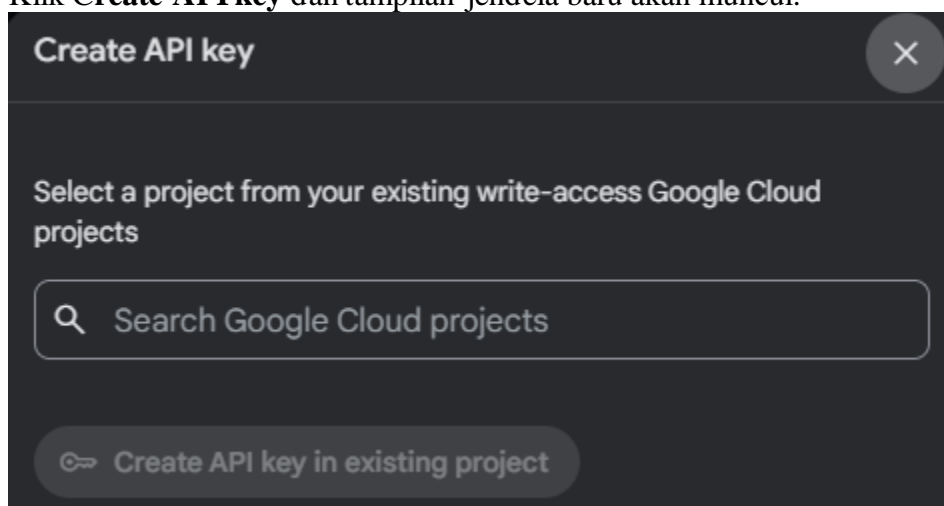 Klik Create API key dan tampilan jendela baru akan muncul.
Create API key
Select a project from your existing write-access Google Cloud
projects
Search Google Cloud projects
Create API key in existing project